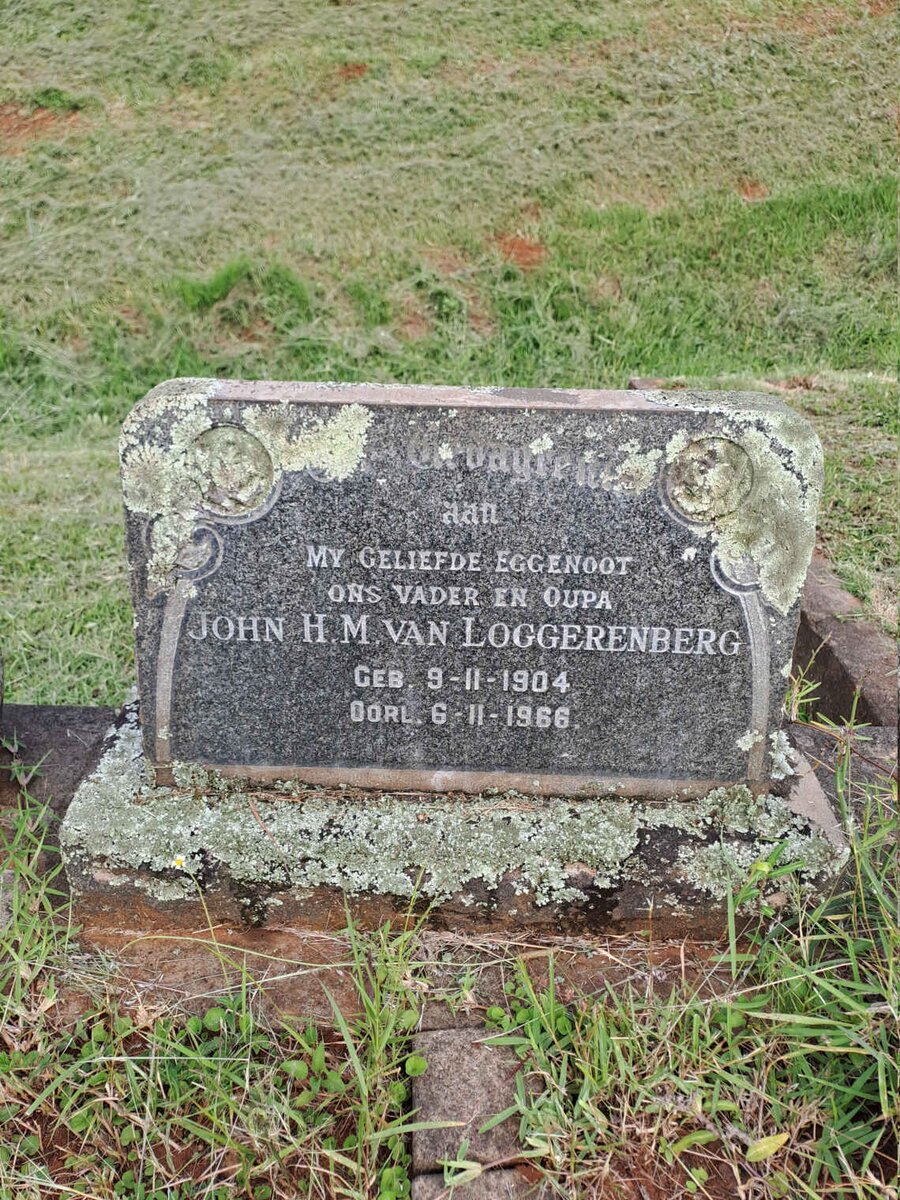 Gedagtenis
aan
MY GELIEFDE EGGENOOT
ONS VADER EN OUPA
JOHN H.M. VAN LOGGERENBERG
GEB. 9-11-1904
OORL. 6-11-1966.